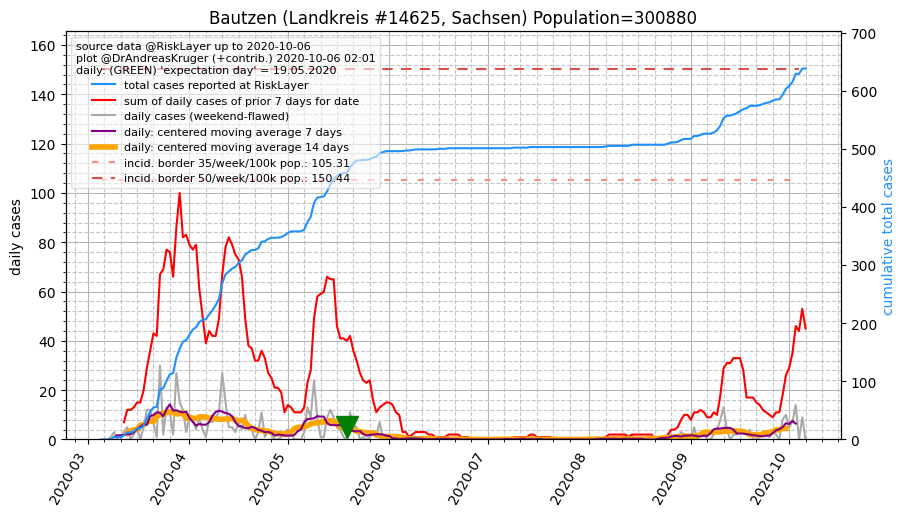 Bautzen (Landkreis #14625, Sachsen) Population=300880
source data @RiskLayer up to 2020-10-06
plot @DrAndreasKruger (+contrib.) 2020-10-06 02:01
daily: (GREEN) 'expectation day' = 19.05.2020
total cases reported at RiskLayer
sum of daily cases of prior 7 days for date
daily cases (weekend-flawed)
daily: centered moving average 7 days
daily: centered moving average 14 days
incid. border 35/week/100k pop.: 105.31
incid. border 50/week/100k pop.: 150.44
daily cases
160
140
120
100
80
60
40
20
0
cumulative total cases
700
600
500
400
300
200
100
0
2020-03
2020-04
2020-05
2020-06
2020-07
2020-08
2020-09
2020-10